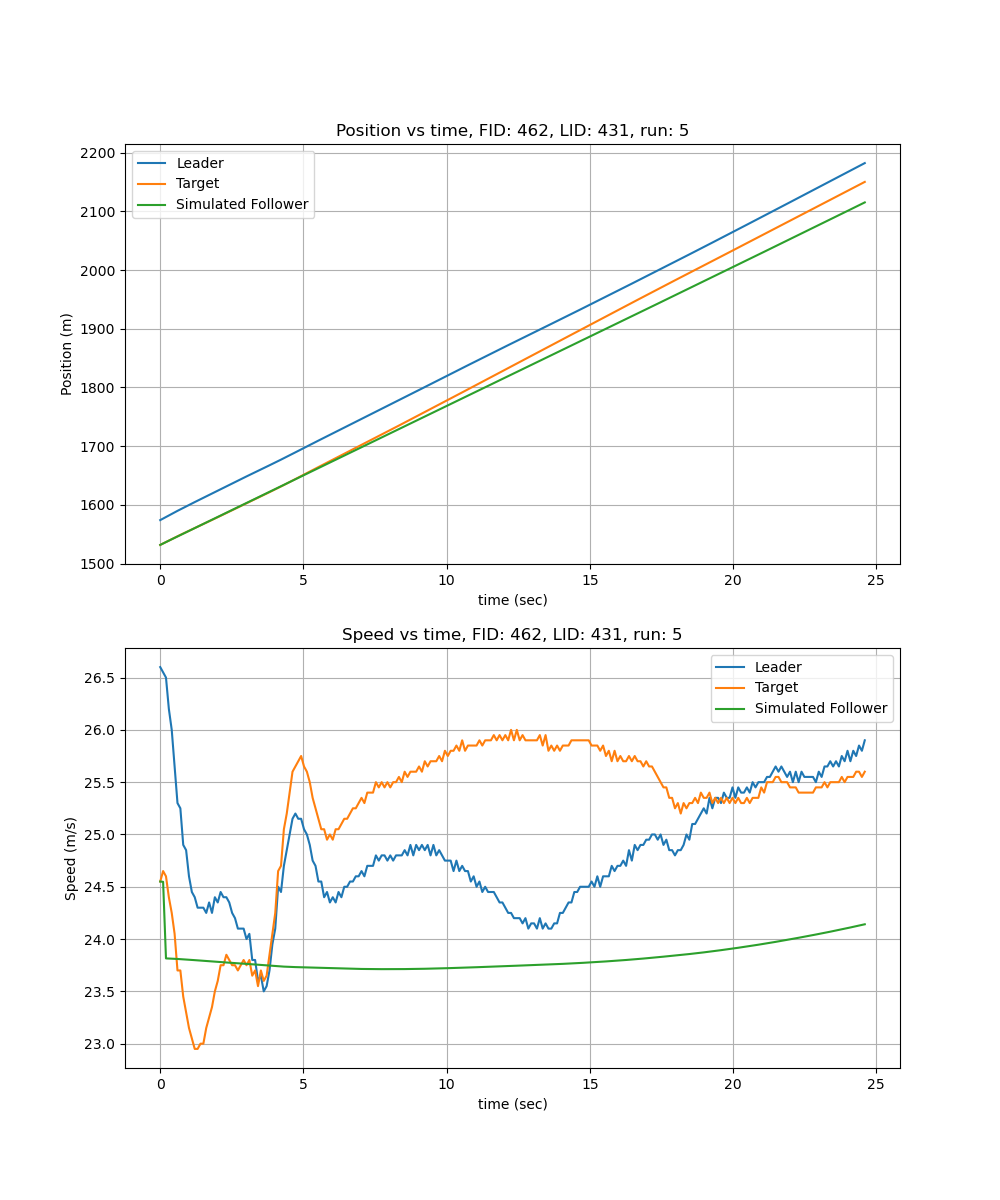 Position vs time, FID: 462, LID: 431, run: 5
Leader
Target
Simulated Follower
2200
2100
2000
1900
1800
1700
1600
1500
Position (m)
0 5 10 15 20 25
time (sec)
Speed vs time, FID: 462, LID: 431, run: 5
Leader
Target
Simulated Follower
26.5
26.0
25.5
25.0
24.5
24.0
23.5
23.0
Speed (m/s)
0 5 10 15 20 25
time (sec)